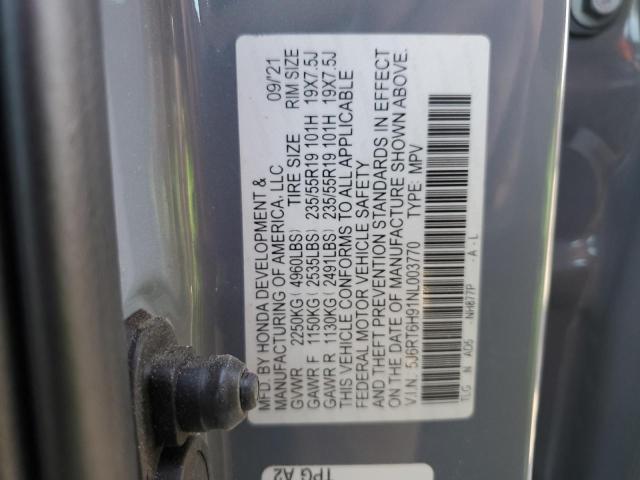 MFD. BY HONDA DEVELOPMENT &
MANUFACTURING OF AMERICA, LLC 09/'21
GVWR 2250KG(4960LBS) TIRE SIZE RIM SIZE
GAWR F 1150KG(2535LBS) 235/55R19 101H 19X7.5J
GAWR R 1130KG(2491LBS) 235/55R19 101H 19X7.5J
THIS VEHICLE CONFORMS TO ALL APPLICABLE
FEDERAL MOTOR VEHICLE SAFETY
AND THEFT PREVENTION STANDARDS IN EFFECT
ON THE DATE OF MANUFACTURE SHOWN ABOVE.
V.I.N. 5J6RT6H91NL003770 TYPE: MPV
TLG IN AD5 -NH877P -A-L
TPG A2